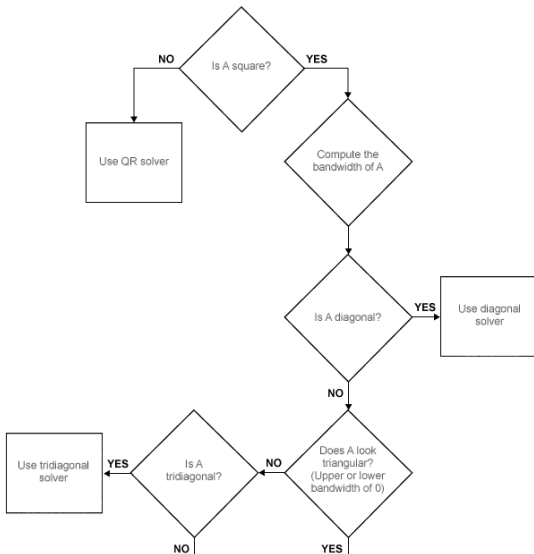 Is A square?
NO
YES
Use QR solver
Compute the
bandwidth of A
Is A diagonal?
YES
Use diagonal
solver
NO
Does A look
triangular?
(Upper or lower
bandwidth of 0)
NO
Is A
tridiagonal?
YES
Use tridiagonal
solver
NO
YES